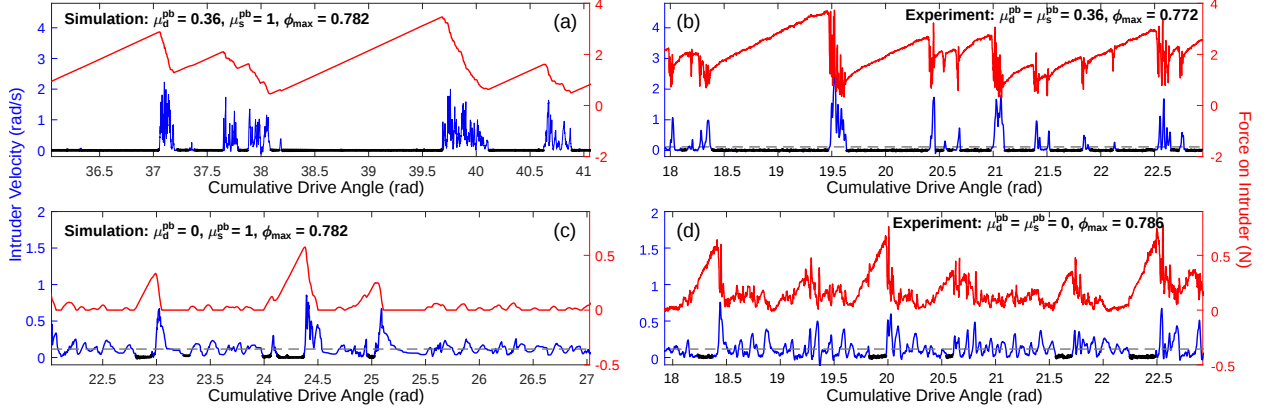 Simulation: μ_d^pb = 0.36, μ_s^pb = 1, ϕ_max = 0.782
(a)
Experiment: μ_d^pb = μ_s^pb = 0.36, ϕ_max = 0.772
(b)
4
3
2
1
0
4
2
0
-2
36.5 37 37.5 38 38.5 39 39.5 40 40.5 41
Cumulative Drive Angle (rad)
4
3
2
1
0
4
2
0
-2
18 18.5 19 19.5 20 20.5 21 21.5 22 22.5
Cumulative Drive Angle (rad)
Intruder Velocity (rad/s)
Force on Intruder (N)
Simulation: μ_d^pb = 0, μ_s^pb = 1, ϕ_max = 0.782
(c)
Experiment: μ_d^pb = μ_s^pb = 0, ϕ_max = 0.786
(d)
2
1.5
1
0.5
0
0.5
0
-0.5
22.5 23 23.5 24 24.5 25 25.5 26 26.5 27
Cumulative Drive Angle (rad)
2
1.5
1
0.5
0
0.5
0
-0.5
18 18.5 19 19.5 20 20.5 21 21.5 22 22.5
Cumulative Drive Angle (rad)